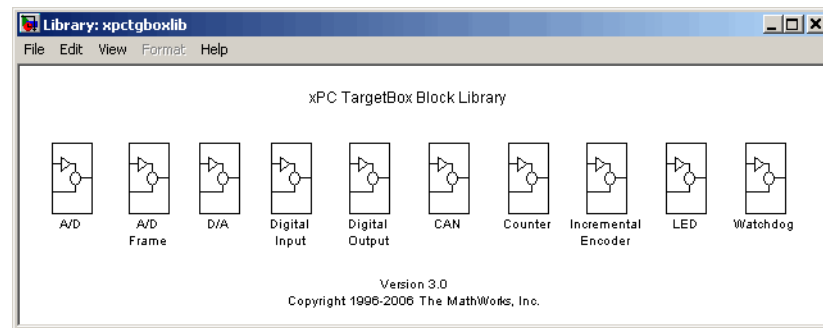 Library: xpctgboxlib
File Edit View Format Help
xPC TargetBox Block Library
A/D
A/D Frame
D/A
Digital Input
Digital Output
CAN
Counter
Incremental Encoder
LED
Watchdog
Version 3.0
Copyright 1996-2006 The MathWorks, Inc.